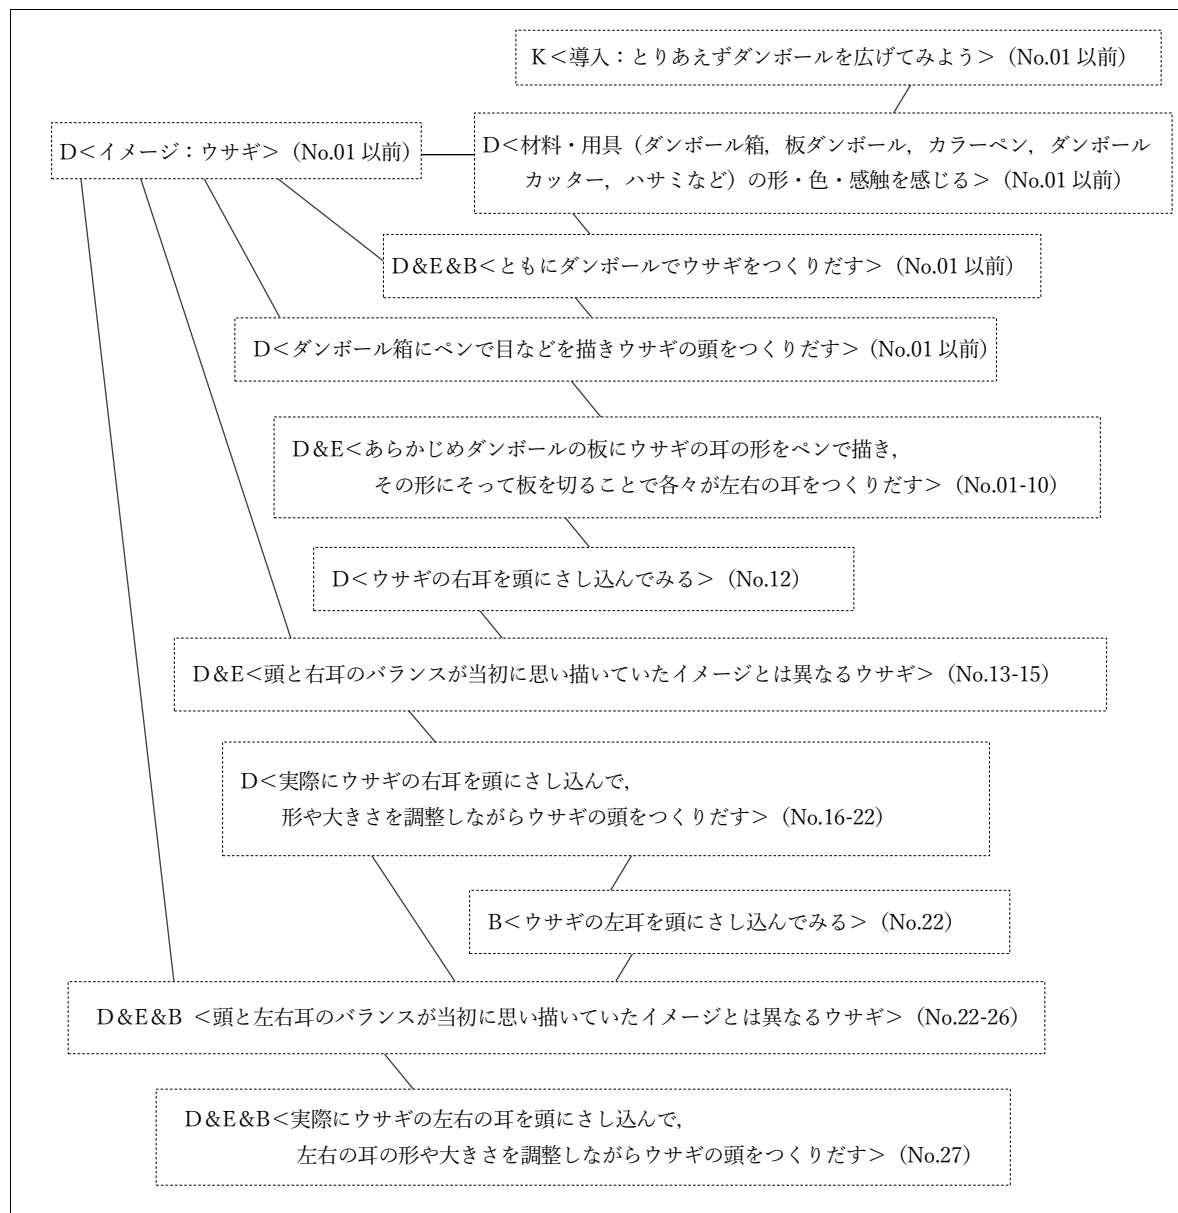 K＜導入：とりあえずダンボールを広げてみよう＞（No.01 以前）
D＜イメージ：ウサギ＞（No.01 以前）
D＜材料・用具（ダンボール箱，板ダンボール，カラーペン，ダンボール
カッター，ハサミなど）の形・色・感触を感じる＞（No.01 以前）
D＆E＆B＜ともにダンボールでウサギをつくりだす＞（No.01 以前）
D＜ダンボール箱にペンで目などを描きウサギの頭をつくりだす＞（No.01 以前）
D＆E＜あらかじめダンボールの板にウサギの耳の形をペンで描き，
その形にそって板を切ることで各々が左右の耳をつくりだす＞（No.01-10）
D＜ウサギの右耳を頭にさし込んでみる＞（No.12）
D＆E＜頭と右耳のバランスが当初に思い描いていたイメージとは異なるウサギ＞（No.13-15）
D＜実際にウサギの右耳を頭にさし込んで，
形や大きさを調整しながらウサギの頭をつくりだす＞（No.16-22）
B＜ウサギの左耳を頭にさし込んでみる＞（No.22）
D＆E＆B ＜頭と左右耳のバランスが当初に思い描いていたイメージとは異なるウサギ＞（No.22-26）
D＆E＆B＜実際にウサギの左右の耳を頭にさし込んで，
左右の耳の形や大きさを調整しながらウサギの頭をつくりだす＞（No.27）